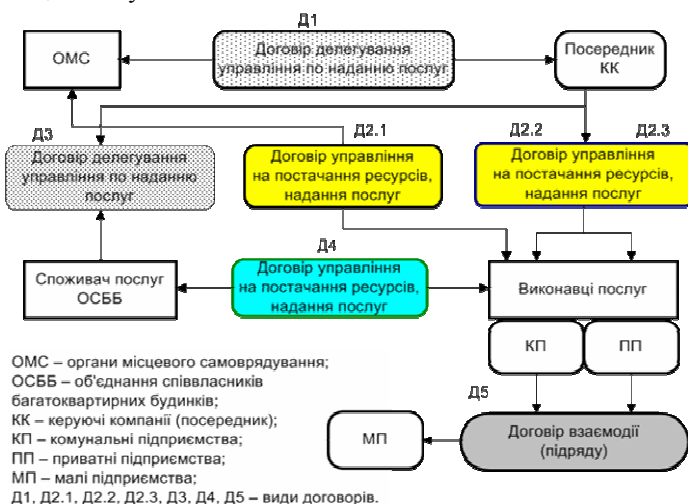 Д1
ОМС
Договір делегування
управління по наданню послуг
Посередник
КК
Д3
Д2.1
Д2.2
Д2.3
Договір делегування
управління по наданню
послуг
Договір управління
на постачання ресурсів,
надання послуг
Договір управління
на постачання ресурсів,
надання послуг
Д4
Споживач послуг
ОСББ
Договір управління
на постачання ресурсів,
надання послуг
Виконавці послуг
КП
ПП
Д5
МП
Договір взаємодії
(підряду)
ОМС – органи місцевого самоврядування;
ОСББ – об'єднання співвласників
багатоквартирних будинків;
КК – керуючі компанії (посередник);
КП – комунальні підприємства;
ПП – приватні підприємства;
МП – малі підприємства;
Д1, Д2.1, Д2.2, Д2.3, Д3, Д4, Д5 – види договорів.